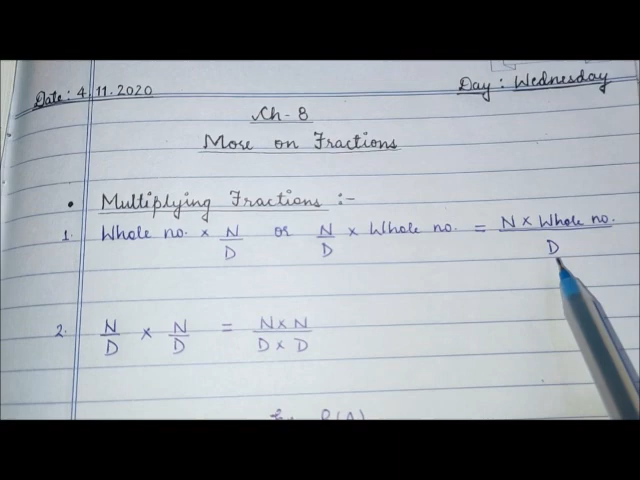 Date: 4.11.2020 Day: Wednesday
Ch-8
More on Fractions
• Multiplying Fractions :-
1. Whole no. × N/D or N/D × Whole no. = N × Whole no./D
2. N/D × N/D = N×N/D×D